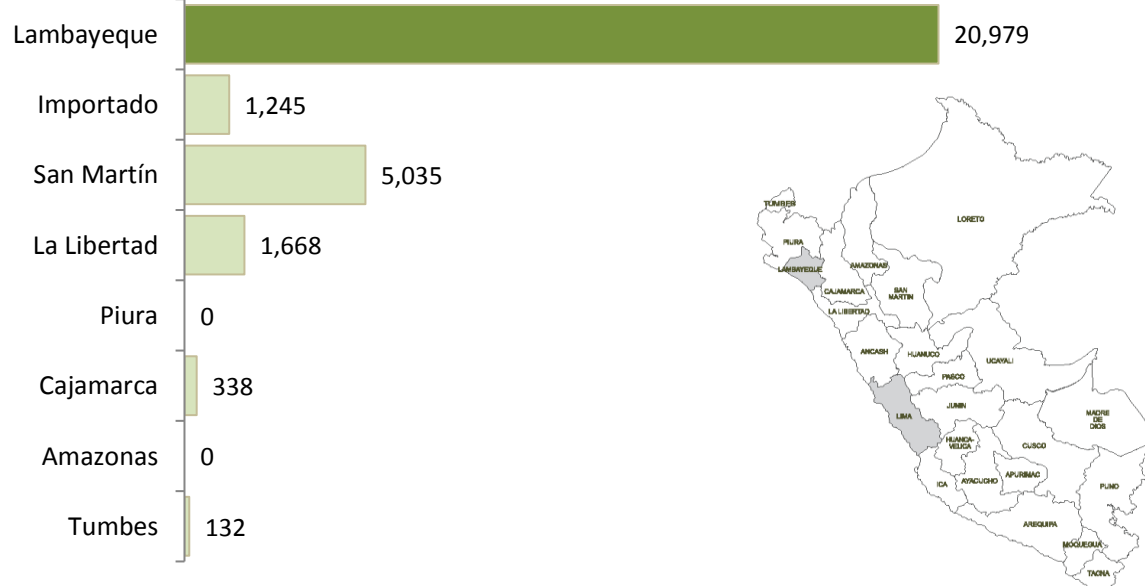 Lambayeque 20,979
Importado 1,245
San Martín 5,035
La Libertad 1,668
Piura 0
Cajamarca 338
Amazonas 0
Tumbes 132
TUMBES
PIURA
LORETO
LAMBAYEQUE
AMAZONAS
CAJAMARCA
SAN
MARTIN
LA LIBERTAD
ANCASH
HUANUCO
UCAYALI
PASCO
LIMA
JUNIN
MADRE
DE
DIOS
HUANCA-
VELICA
CUSCO
ICA
AYACUCHO
APURIMAC
PUNO
AREQUIPA
MOQUEGUA
TACNA